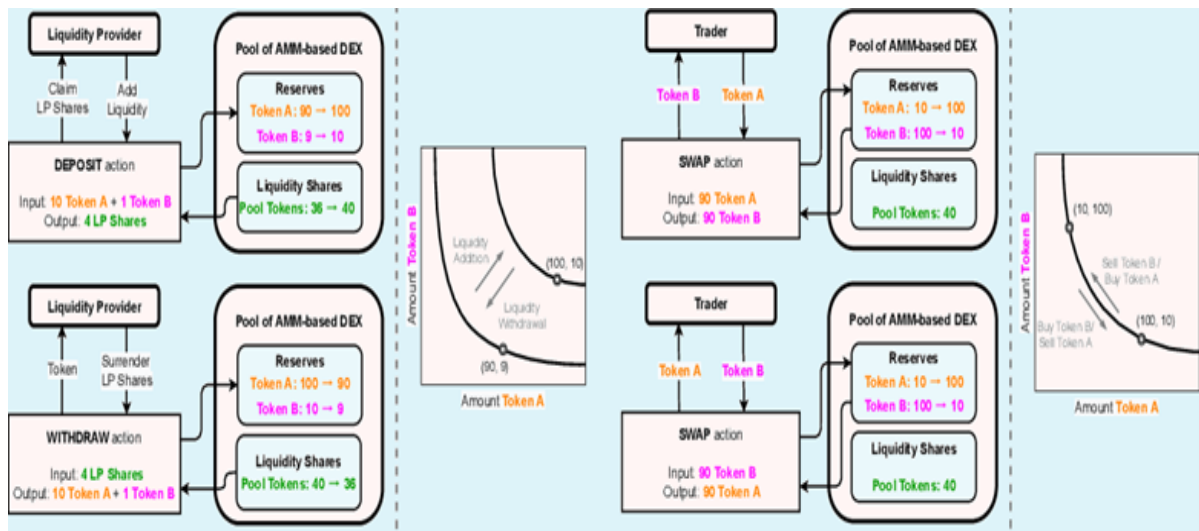 Liquidity Provider
Claim
LP Shares
Add
Liquidity
DEPOSIT action
Input: 10 Token A + 1 Token B
Output: 4 LP Shares
Pool of AMM-based DEX
Reserves
Token A: 90 → 100
Token B: 9 → 10
Liquidity Shares
Pool Tokens: 36 → 40
Liquidity Provider
Token
Surrender
LP Shares
WITHDRAW action
Input: 4 LP Shares
Output: 10 Token A + 1 Token B
Pool of AMM-based DEX
Reserves
Token A: 100 → 90
Token B: 10 → 9
Liquidity Shares
Pool Tokens: 40 → 36
Amount Token B
Liquidity
Addition
(100, 10)
Liquidity
Withdrawal
(90, 9)
Amount Token A
Trader
Token B
Token A
SWAP action
Input: 90 Token A
Output: 90 Token B
Pool of AMM-based DEX
Reserves
Token A: 10 → 100
Token B: 100 → 10
Liquidity Shares
Pool Tokens: 40
Trader
Token A
Token B
SWAP action
Input: 90 Token B
Output: 90 Token A
Pool of AMM-based DEX
Reserves
Token A: 10 → 100
Token B: 100 → 10
Liquidity Shares
Pool Tokens: 40
Amount Token B
(10, 100)
Sell Token B /
Buy Token A
(100, 10)
Buy Token B/
Sell Token A
Amount Token A